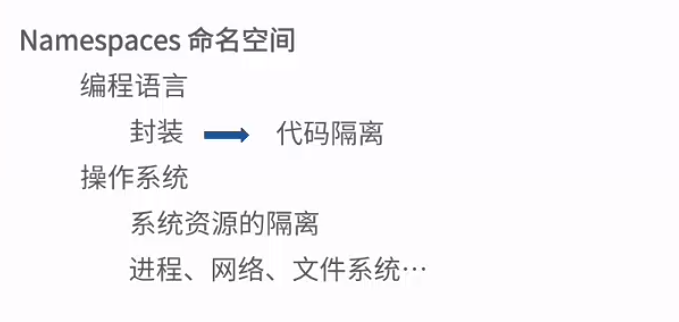 Namespaces 命名空间
编程语言
封装 代码隔离
操作系统
系统资源的隔离
进程、网络、文件系统…